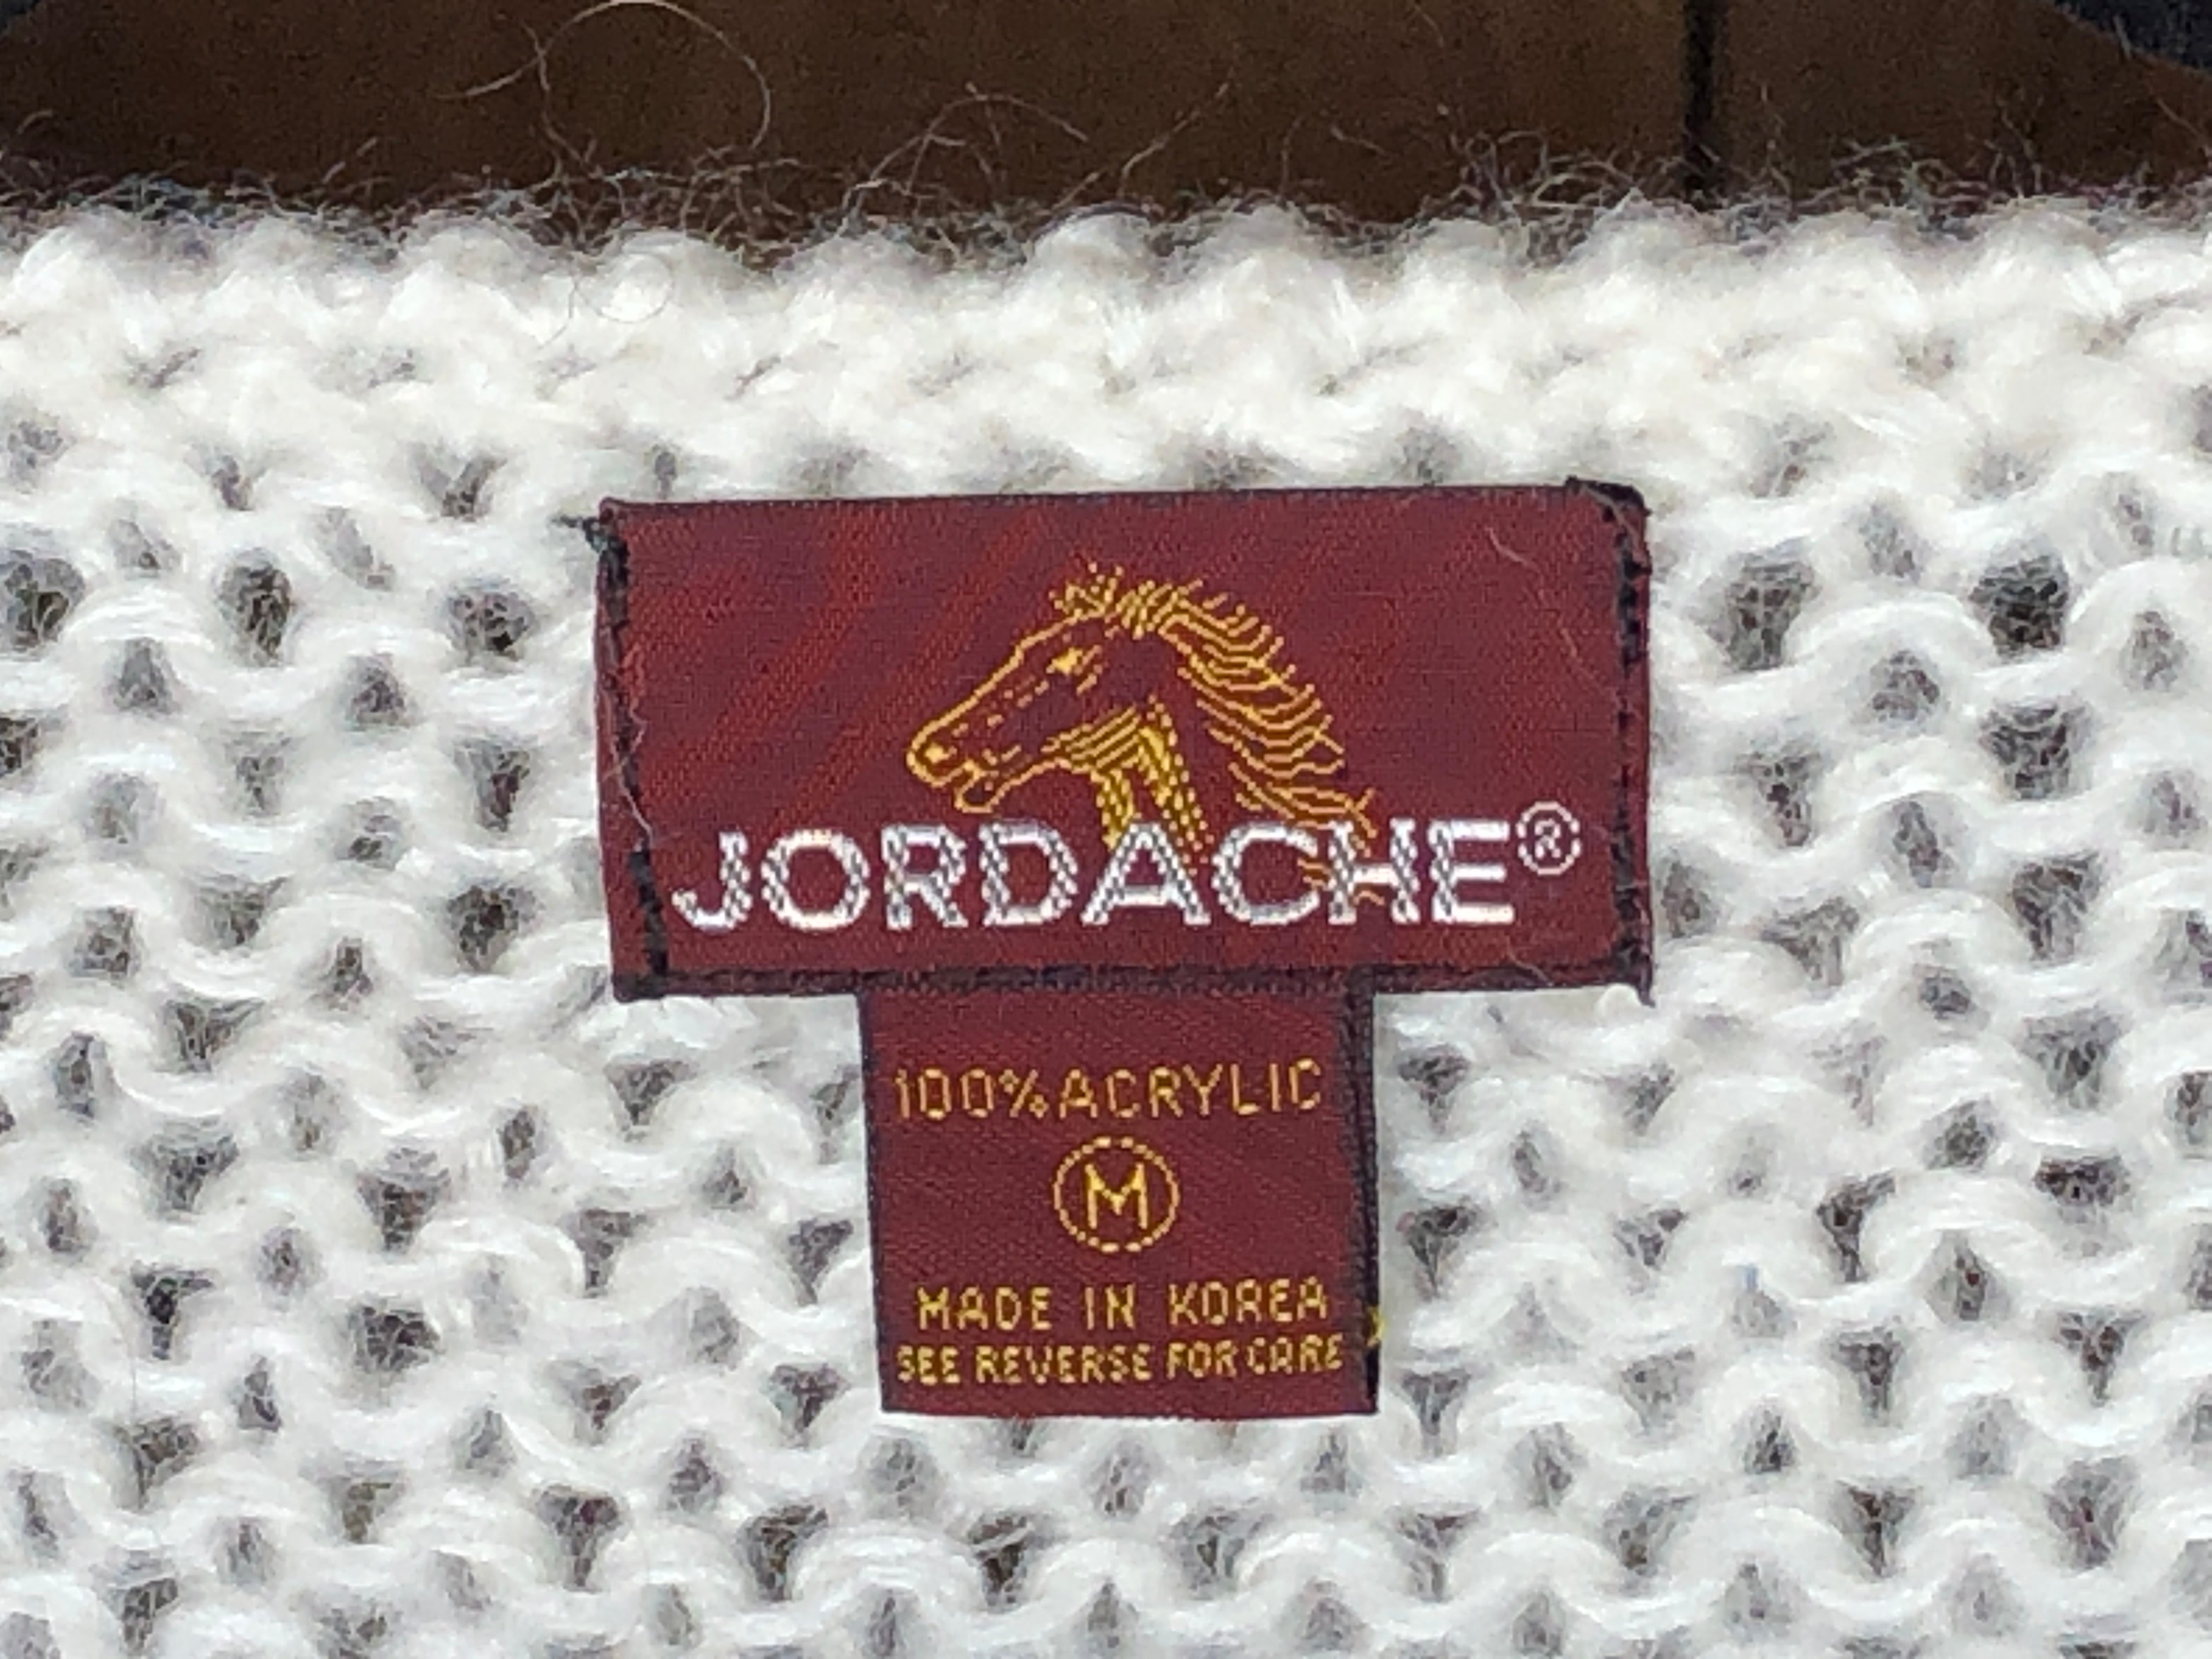 JORDACHE®
100% ACRYLIC
M
MADE IN KOREA
SEE REVERSE FOR CARE